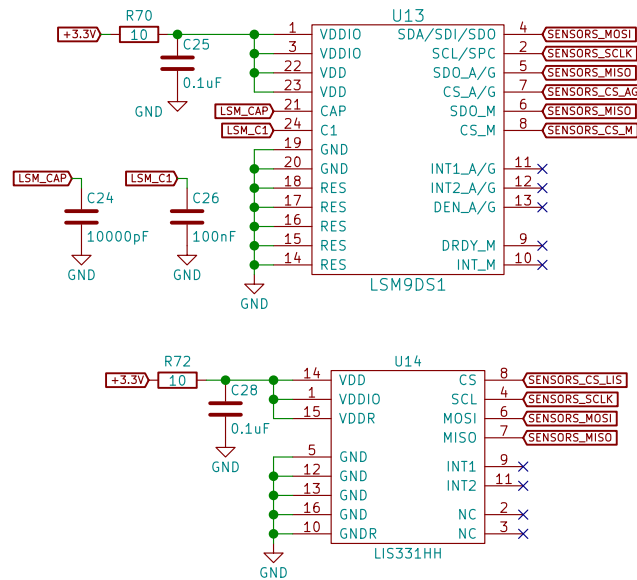 U13
R70
+3.3V
10
C25
0.1uF
GND
1 VDDIO
3 VDDIO
22 VDD
23 VDD
LSM_CAP 21 CAP
LSM_C1 24 C1
19 GND
20 GND
18 RES
17 RES
16 RES
15 RES
14 RES
GND
SDA/SDI/SDO 4 SENSORS_MOSI
SCL/SPC 2 SENSORS_SCLK
SDO_A/G 5 SENSORS_MISO
CS_A/G 7 SENSORS_CS_AG
SDO_M 6 SENSORS_MISO
CS_M 8 SENSORS_CS_M
INT1_A/G 11
INT2_A/G 12
DEN_A/G 13
DRDY_M 9
INT_M 10
LSM9DS1
LSM_CAP
C24
10000pF
GND
LSM_C1
C26
100nF
GND
U14
R72
+3.3V
10
C28
0.1uF
GND
14 VDD
1 VDDIO
15 VDDR
5 GND
12 GND
13 GND
16 GND
10 GNDR
GND
CS 8 SENSORS_CS_LIS
SCL 4 SENSORS_SCLK
MOSI 6 SENSORS_MOSI
MISO 7 SENSORS_MISO
INT1 9
INT2 11
NC 2
NC 3
LIS331HH